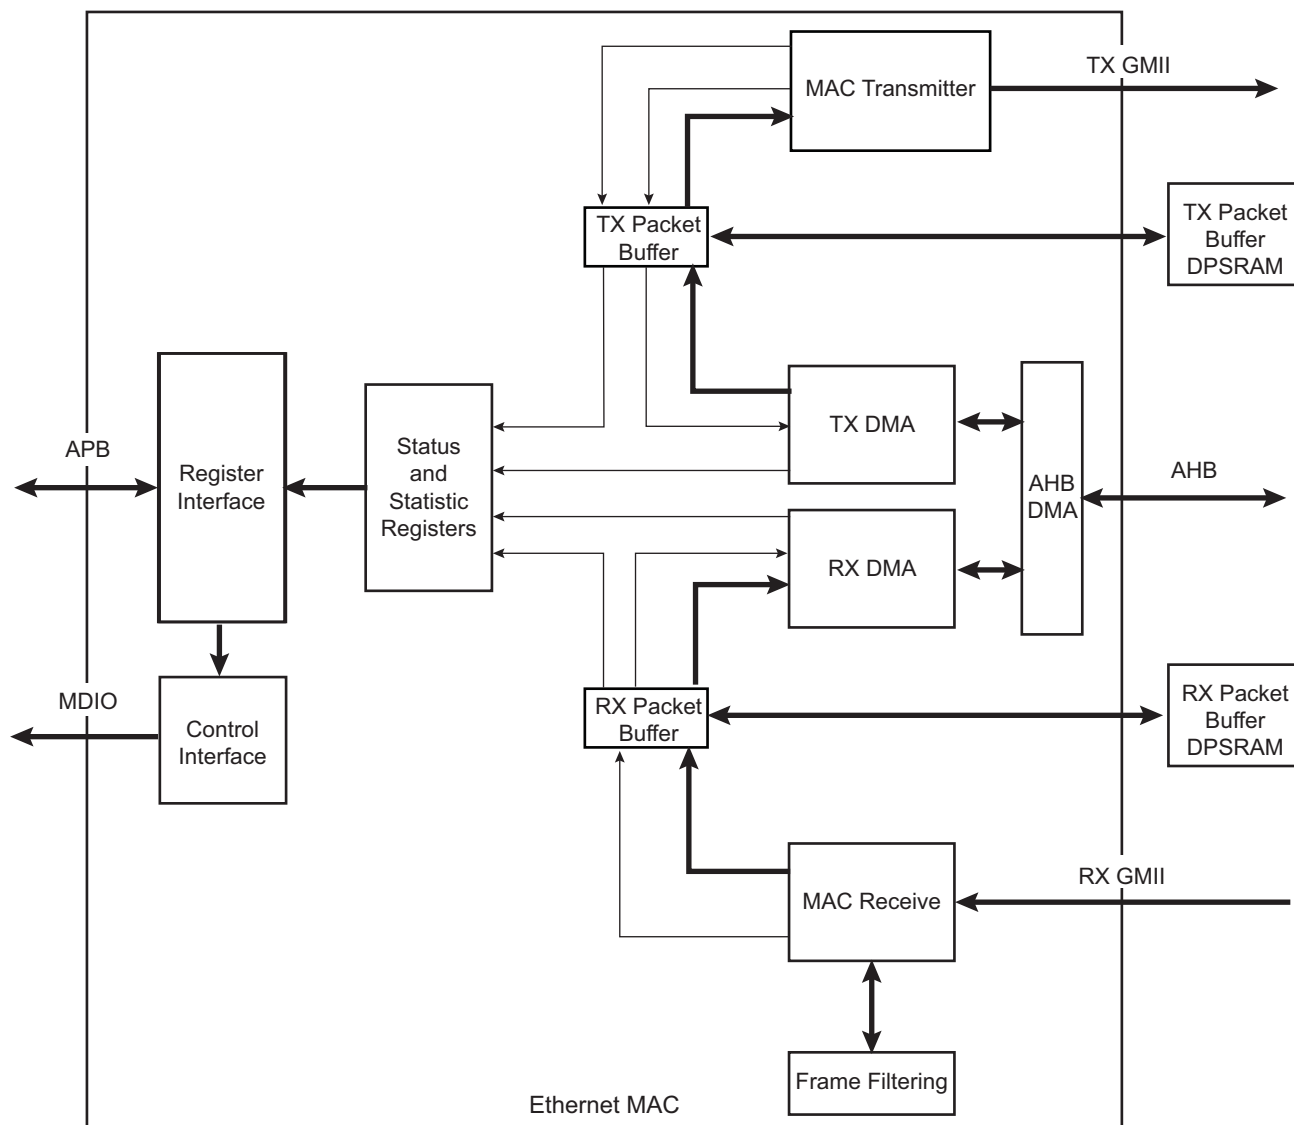 TX GMII
MAC Transmitter
TX Packet
Buffer
TX Packet
Buffer
DPSRAM
APB
Register
Interface
Status
and
Statistic
Registers
TX DMA
RX DMA
AHB
DMA
AHB
MDIO
Control
Interface
RX Packet
Buffer
RX Packet
Buffer
DPSRAM
MAC Receive
RX GMII
Frame Filtering
Ethernet MAC